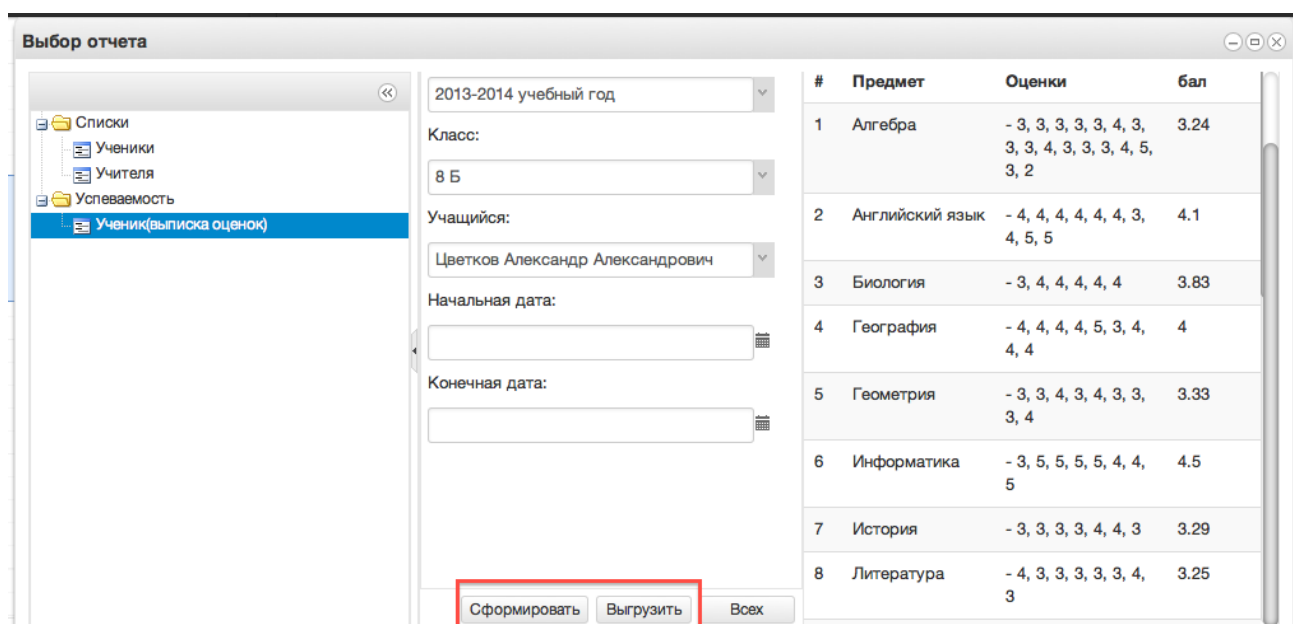 Выбор отчета
Списки
Ученики
Учителя
Успеваемость
Ученик(выписка оценок)
2013-2014 учебный год
Класс:
8 Б
Учащийся:
Цветков Александр Александрович
Начальная дата:
Конечная дата:
Сформировать Выгрузить Всех
# Предмет Оценки бал
1 Алгебра - 3, 3, 3, 3, 3, 4, 3, 3.24
3, 3, 4, 3, 3, 3, 4, 5,
3, 2
2 Английский язык - 4, 4, 4, 4, 4, 4, 3, 4.1
4, 5, 5
3 Биология - 3, 4, 4, 4, 4, 4 3.83
4 География - 4, 4, 4, 4, 5, 3, 4, 4
4, 4
5 Геометрия - 3, 3, 4, 3, 4, 3, 3, 3.33
3, 4
6 Информатика - 3, 5, 5, 5, 5, 4, 4, 4.5
5
7 История - 3, 3, 3, 3, 4, 4, 3 3.29
8 Литература - 4, 3, 3, 3, 3, 3, 4, 3.25
3